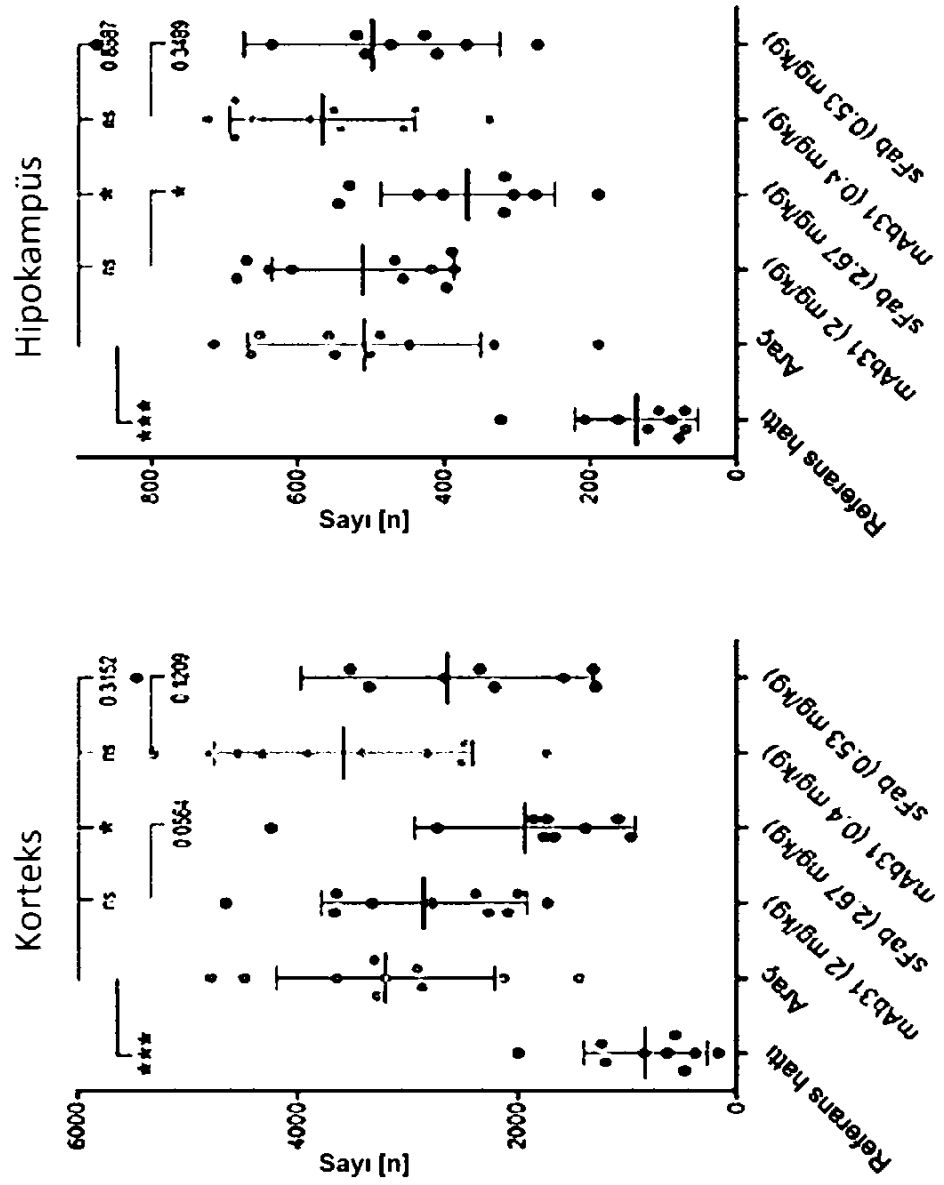 Korteks
6000
4000
2000
0
Sayı [n]
***
ns
*
ns
0.3152
0.0564
0.1209
Referans hattı
Araç
mAb31 (2 mg/kg)
sFab (2.67 mg/kg)
mAb31 (0.4 mg/kg)
sFab (0.53 mg/kg)
Hipokampüs
800
600
400
200
0
Sayı [n]
***
ns
*
ns
*
0.3489
Referans hattı
Araç
mAb31 (2 mg/kg)
sFab (2.67 mg/kg)
mAb31 (0.4 mg/kg)
sFab (0.53 mg/kg)